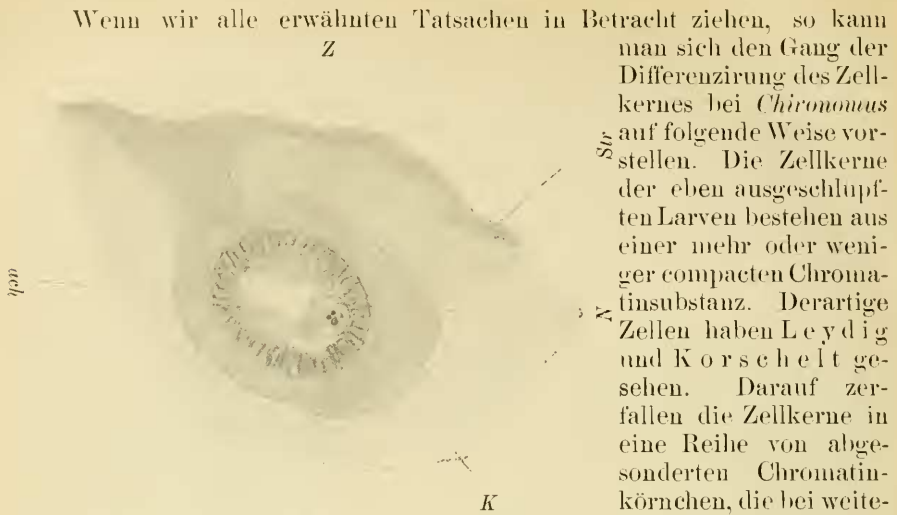 Wenn wir alle erwähnten Tatsachen in Betracht ziehen, so kann
man sich den Gang der
Differenzirung des Zell-
kernes bei Chironomus
auf folgende Weise vor-
stellen. Die Zellkerne
der eben ausgeschlüpf-
ten Larven bestehen aus
einer mehr oder weni-
ger compacten Chroma-
tinsubstanz. Derartige
Zellen haben Leydig
und Korschelt ge-
sehen. Darauf zer-
fallen die Zellkerne in
eine Reihe von abge-
sonderten Chromatin-
körnchen, die bei weite-
Z
Str
N
uch
K